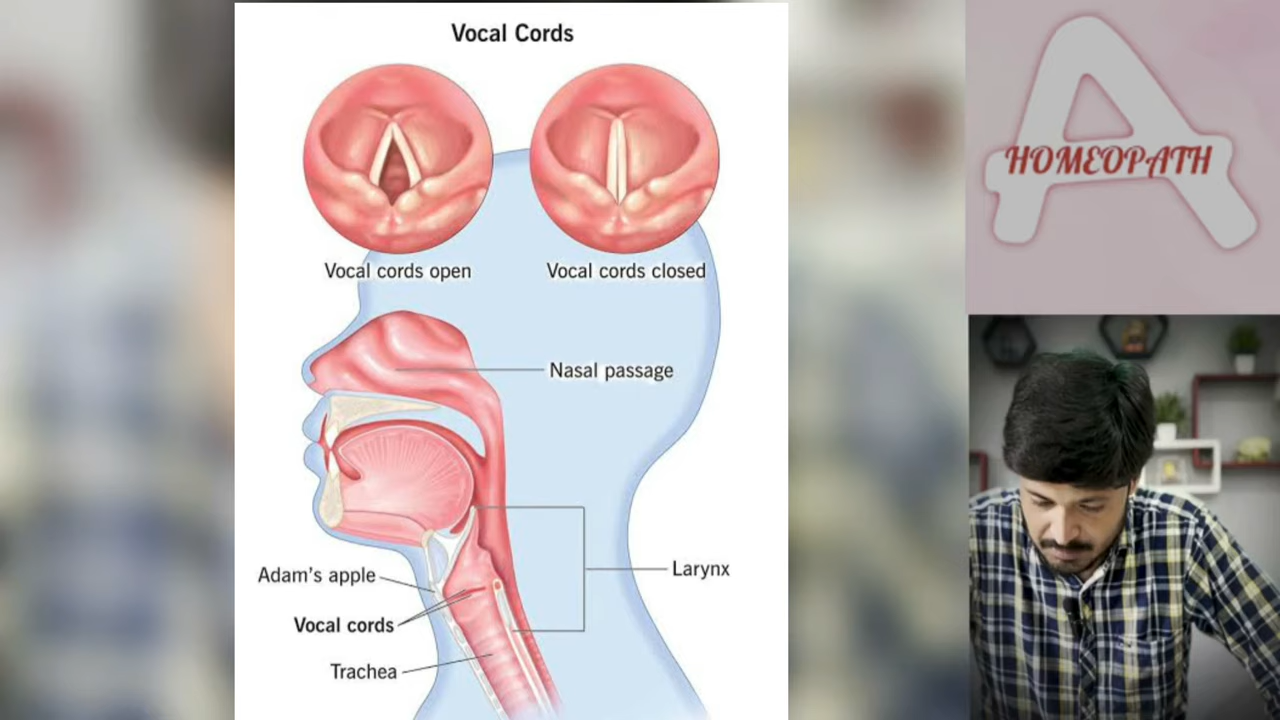 Vocal Cords
HOMEOPATH
Vocal cords open
Vocal cords closed
Nasal passage
Adam's apple
Larynx
Vocal cords
Trachea